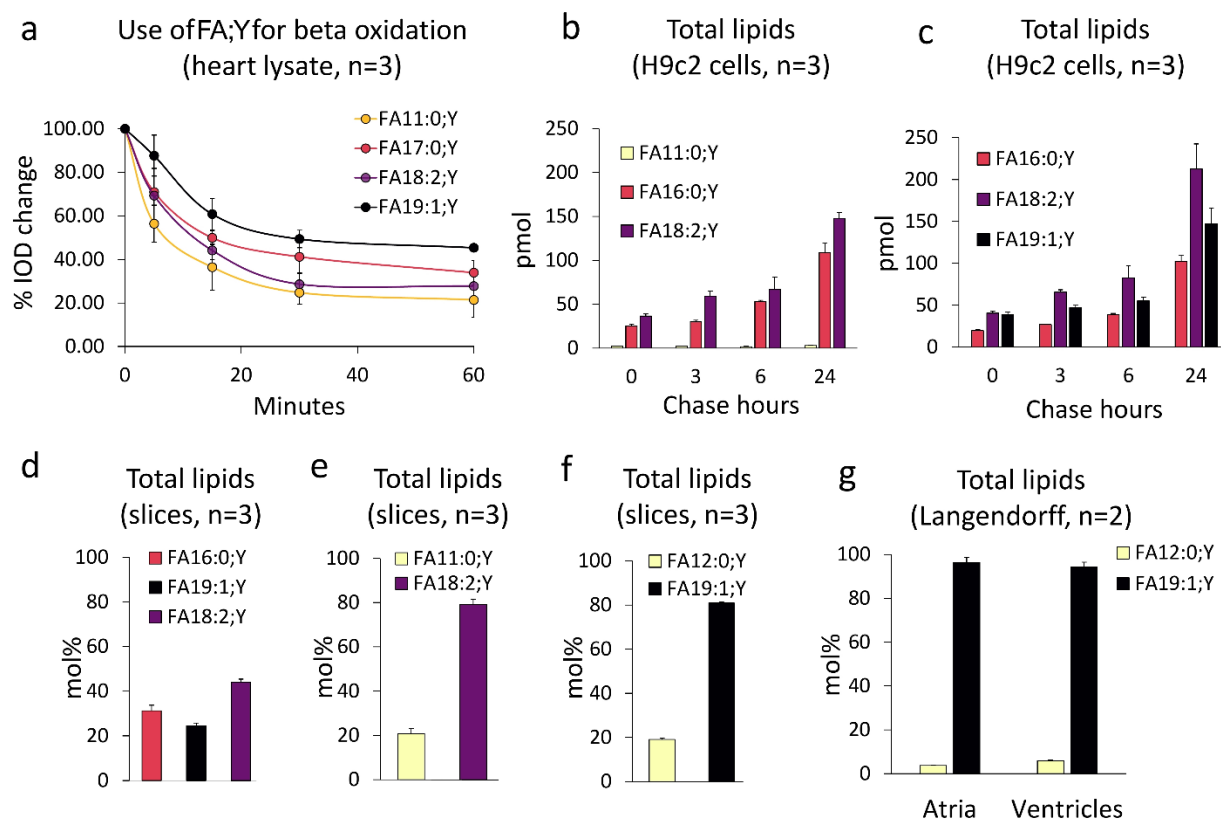 a
Use of FA;Y for beta oxidation
(heart lysate, n=3)
% IOD change
100.00
80.00
60.00
40.00
20.00
0.00
FA11:0;Y
FA17:0;Y
FA18:2;Y
FA19:1;Y
0
20
40
60
Minutes
b
Total lipids
(H9c2 cells, n=3)
pmol
250
200
150
100
50
0
FA11:0;Y
FA16:0;Y
FA18:2;Y
0
3
6
24
Chase hours
c
Total lipids
(H9c2 cells, n=3)
pmol
250
200
150
100
50
0
FA16:0;Y
FA18:2;Y
FA19:1;Y
0
3
6
24
Chase hours
d
Total lipids
(slices, n=3)
mol%
100
80
60
40
20
0
FA16:0;Y
FA19:1;Y
FA18:2;Y
e
Total lipids
(slices, n=3)
mol%
100
80
60
40
20
0
FA11:0;Y
FA18:2;Y
f
Total lipids
(slices, n=3)
mol%
100
80
60
40
20
0
FA12:0;Y
FA19:1;Y
g
Total lipids
(Langendorff, n=2)
mol%
100
80
60
40
20
0
FA12:0;Y
FA19:1;Y
Atria
Ventricles